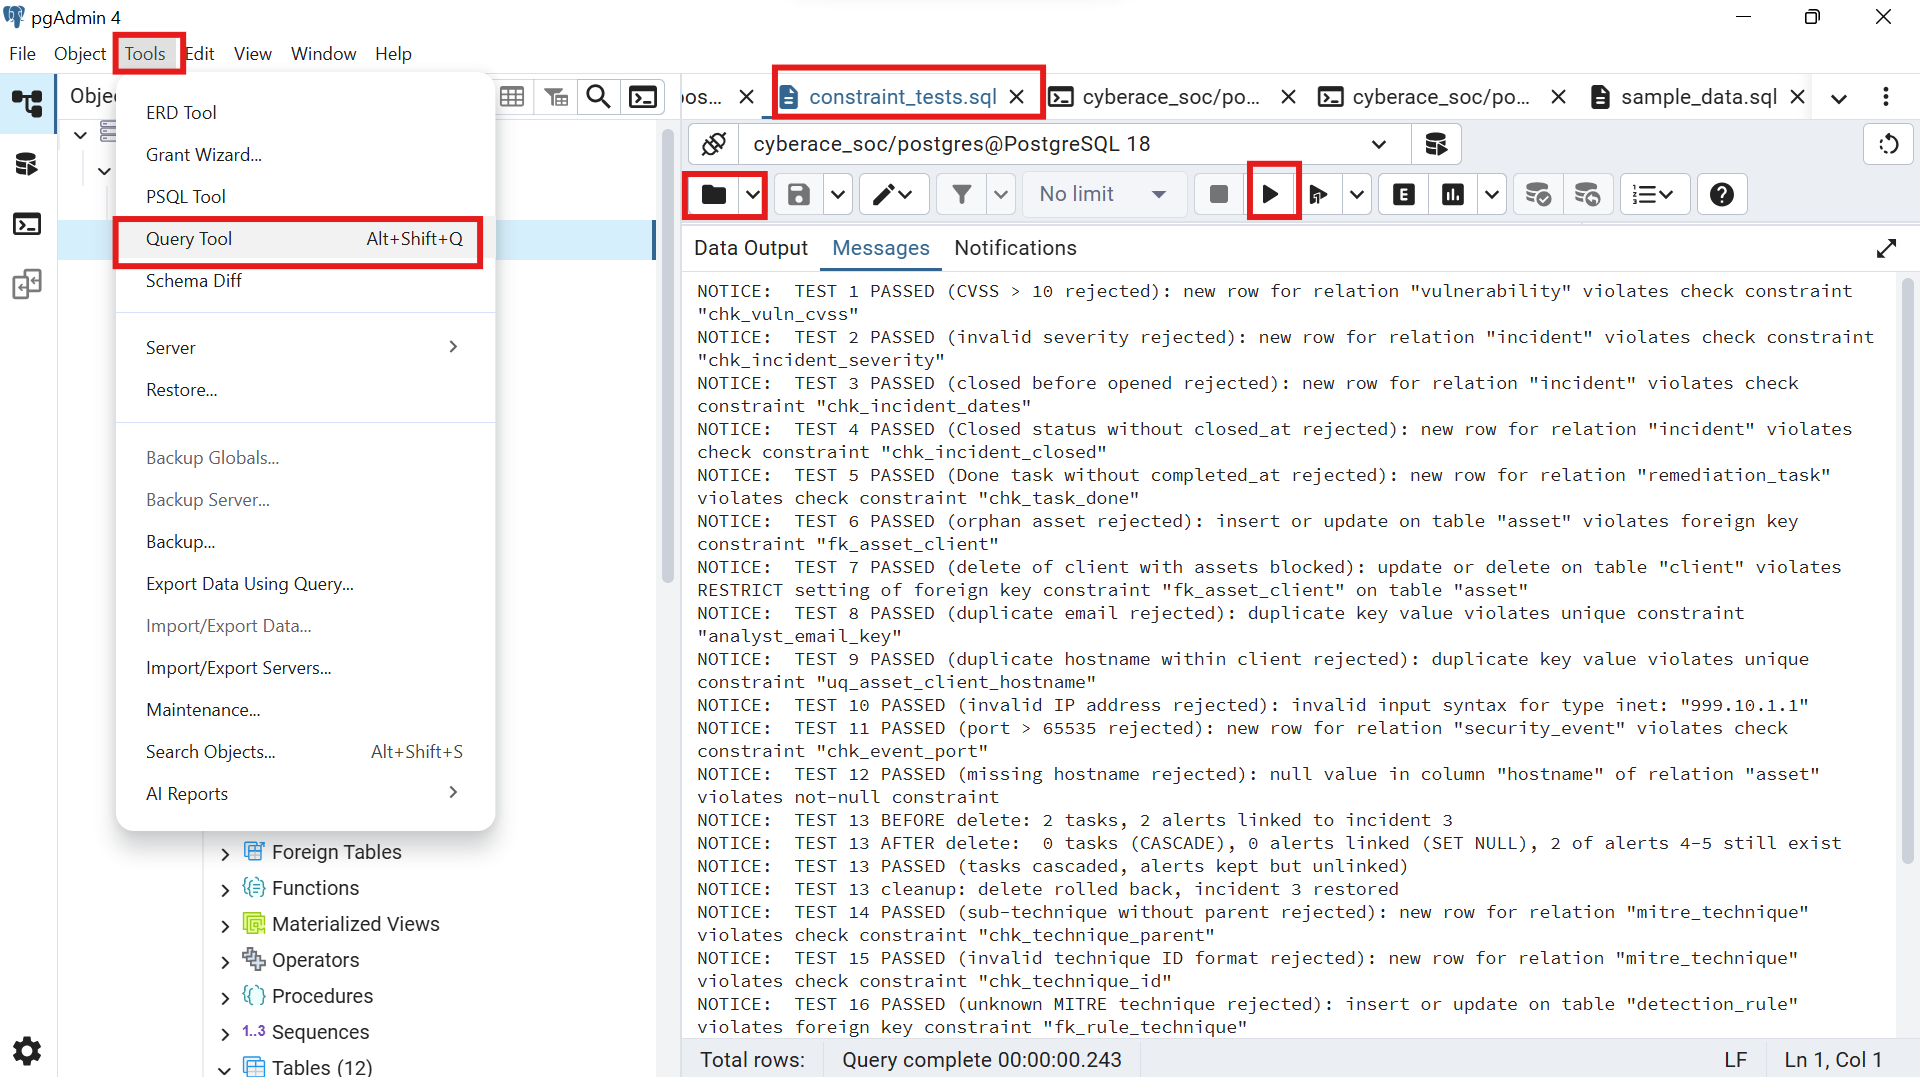 pgAdmin 4
File Object Tools Edit View Window Help
ERD Tool
Grant Wizard...
PSQL Tool
Query Tool Alt+Shift+Q
Schema Diff
Server
Restore...
Backup Globals...
Backup Server...
Backup...
Export Data Using Query...
Import/Export Data...
Import/Export Servers...
Maintenance...
Search Objects... Alt+Shift+S
AI Reports
Foreign Tables
Functions
Materialized Views
Operators
Procedures
1..3 Sequences
Tables (12)
constraint_tests.sql cyberace_soc/po... cyberace_soc/po... sample_data.sql
cyberace_soc/postgres@PostgreSQL 18
No limit E
Data Output Messages Notifications
NOTICE:  TEST 1 PASSED (CVSS > 10 rejected): new row for relation "vulnerability" violates check constraint
"chk_vuln_cvss"
NOTICE:  TEST 2 PASSED (invalid severity rejected): new row for relation "incident" violates check constraint
"chk_incident_severity"
NOTICE:  TEST 3 PASSED (closed before opened rejected): new row for relation "incident" violates check
constraint "chk_incident_dates"
NOTICE:  TEST 4 PASSED (Closed status without closed_at rejected): new row for relation "incident" violates
check constraint "chk_incident_closed"
NOTICE:  TEST 5 PASSED (Done task without completed_at rejected): new row for relation "remediation_task"
violates check constraint "chk_task_done"
NOTICE:  TEST 6 PASSED (orphan asset rejected): insert or update on table "asset" violates foreign key
constraint "fk_asset_client"
NOTICE:  TEST 7 PASSED (delete of client with assets blocked): update or delete on table "client" violates
RESTRICT setting of foreign key constraint "fk_asset_client" on table "asset"
NOTICE:  TEST 8 PASSED (duplicate email rejected): duplicate key value violates unique constraint
"analyst_email_key"
NOTICE:  TEST 9 PASSED (duplicate hostname within client rejected): duplicate key value violates unique
constraint "uq_asset_client_hostname"
NOTICE:  TEST 10 PASSED (invalid IP address rejected): invalid input syntax for type inet: "999.10.1.1"
NOTICE:  TEST 11 PASSED (port > 65535 rejected): new row for relation "security_event" violates check
constraint "chk_event_port"
NOTICE:  TEST 12 PASSED (missing hostname rejected): null value in column "hostname" of relation "asset"
violates not-null constraint
NOTICE:  TEST 13 BEFORE delete: 2 tasks, 2 alerts linked to incident 3
NOTICE:  TEST 13 AFTER delete:  0 tasks (CASCADE), 0 alerts linked (SET NULL), 2 of alerts 4-5 still exist
NOTICE:  TEST 13 PASSED (tasks cascaded, alerts kept but unlinked)
NOTICE:  TEST 13 cleanup: delete rolled back, incident 3 restored
NOTICE:  TEST 14 PASSED (sub-technique without parent rejected): new row for relation "mitre_technique"
violates check constraint "chk_technique_parent"
NOTICE:  TEST 15 PASSED (invalid technique ID format rejected): new row for relation "mitre_technique"
violates check constraint "chk_technique_id"
NOTICE:  TEST 16 PASSED (unknown MITRE technique rejected): insert or update on table "detection_rule"
violates foreign key constraint "fk_rule_technique"
Total rows: Query complete 00:00:00.243 LF Ln 1, Col 1